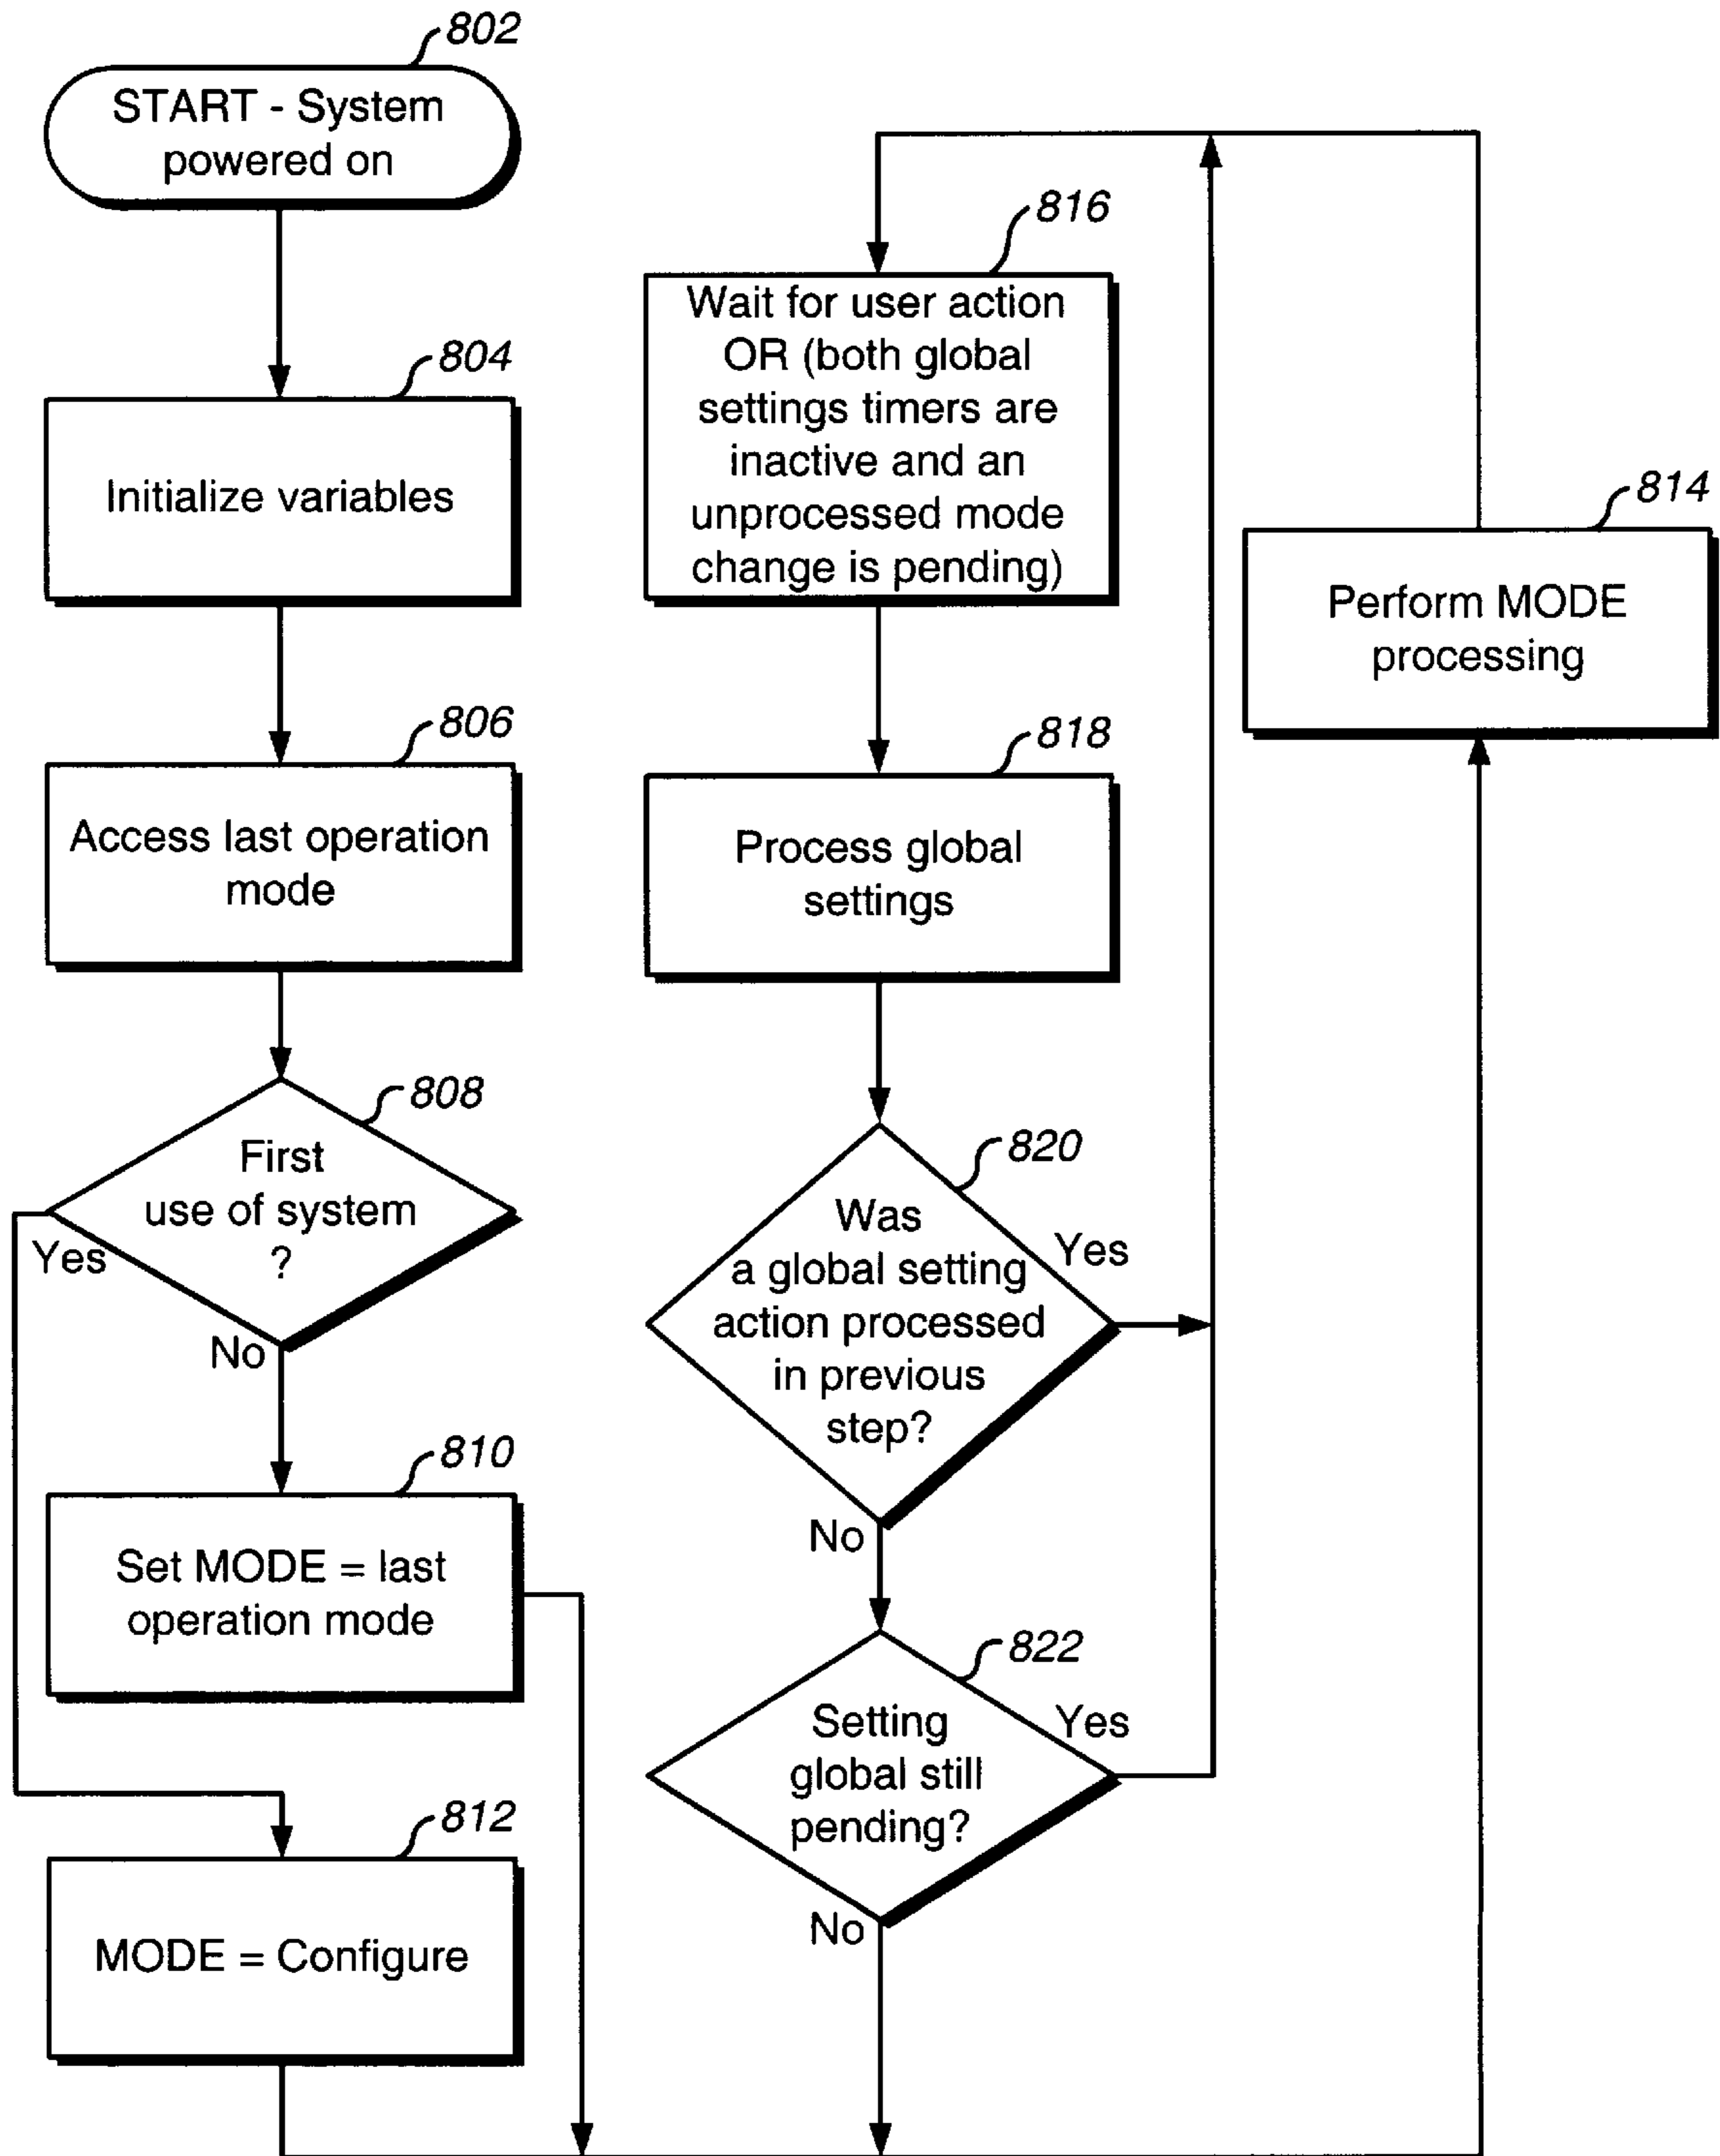 802
START - System
powered on
804
Initialize variables
806
Access last operation
mode
808
First
use of system
?
Yes
No
810
Set MODE = last
operation mode
812
MODE = Configure
816
Wait for user action
OR (both global
settings timers are
inactive and an
unprocessed mode
change is pending)
818
Process global
settings
820
Was
a global setting
action processed
in previous
step?
Yes
No
822
Setting
global still
pending?
Yes
No
814
Perform MODE
processing